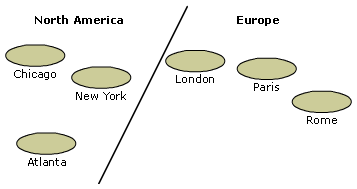 North America
Europe
Chicago
New York
Atlanta
London
Paris
Rome